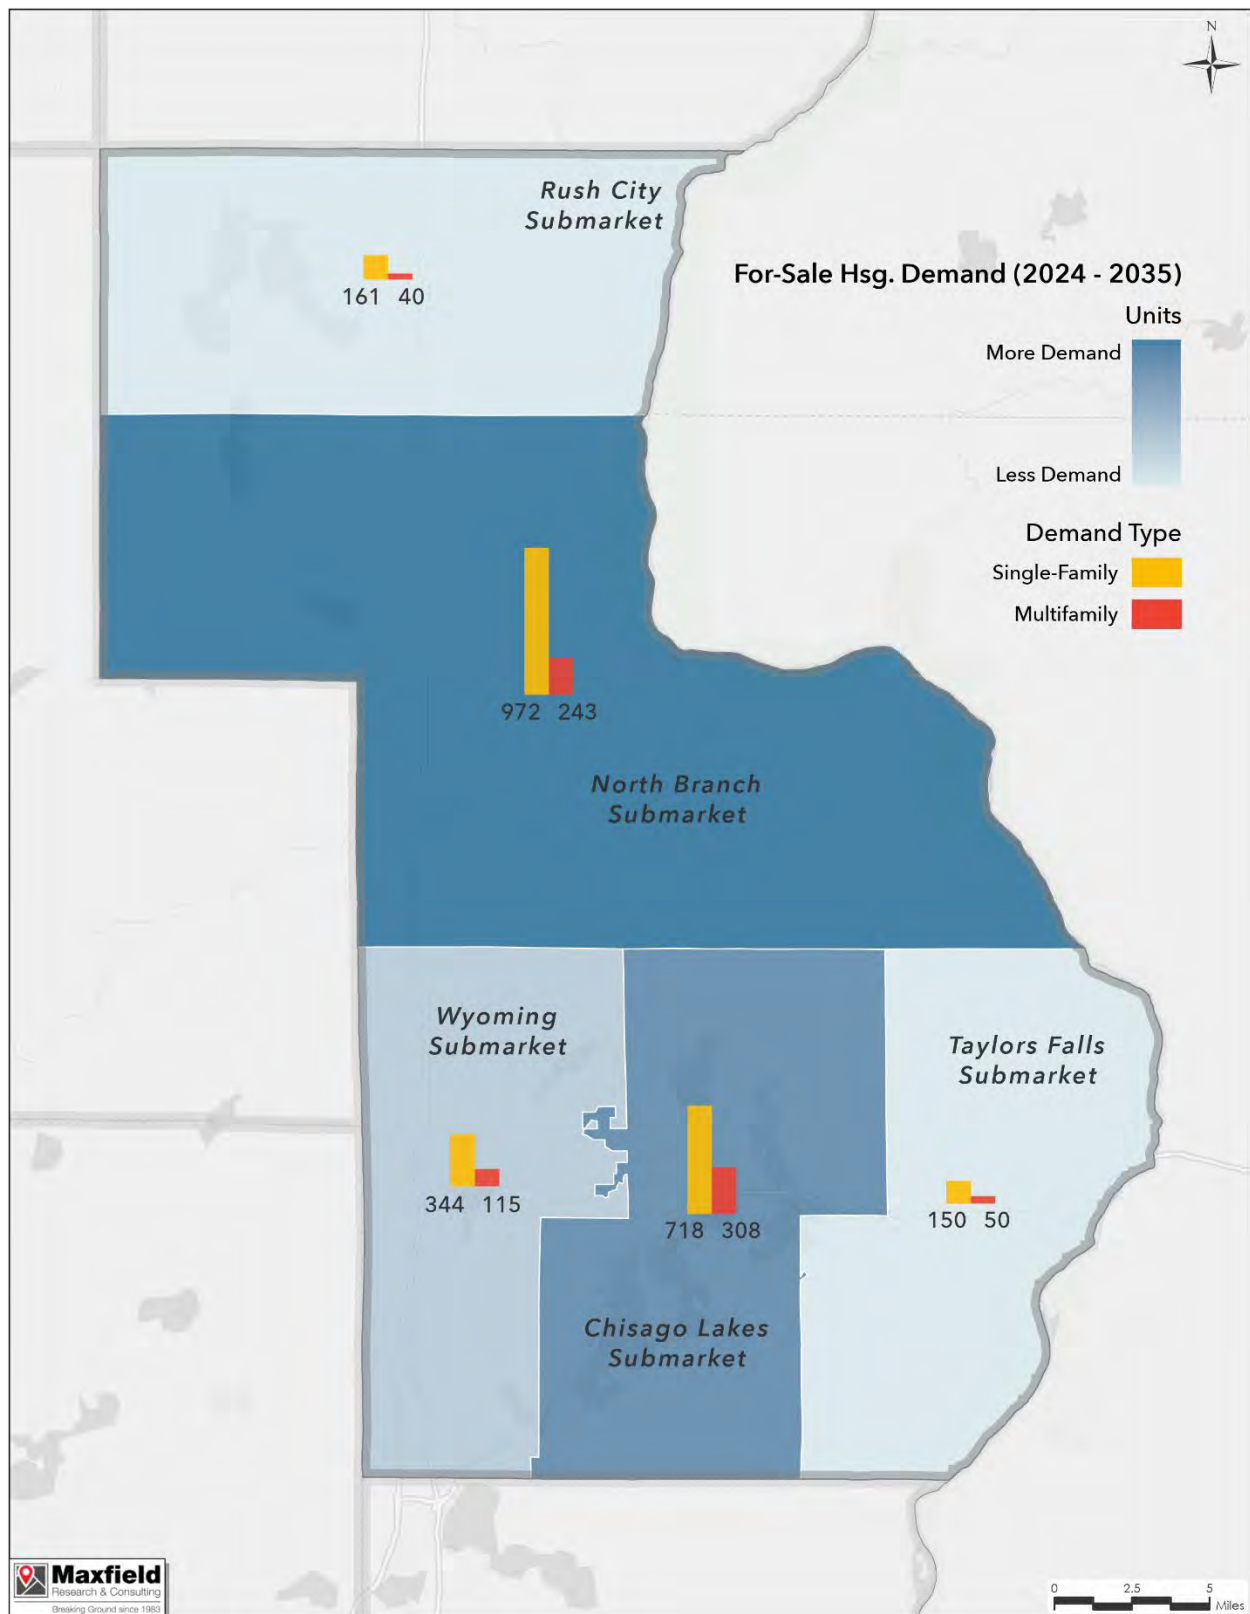 N
Rush City
Submarket
161 40
For-Sale Hsg. Demand (2024 - 2035)
Units
More Demand
Less Demand
Demand Type
Single-Family
Multifamily
972 243
North Branch
Submarket
Wyoming
Submarket
Taylors Falls
Submarket
344 115
718 308
150 50
Chisago Lakes
Submarket
Maxfield
Research & Consulting
Breaking Ground since 1983
0 2.5 5
Miles